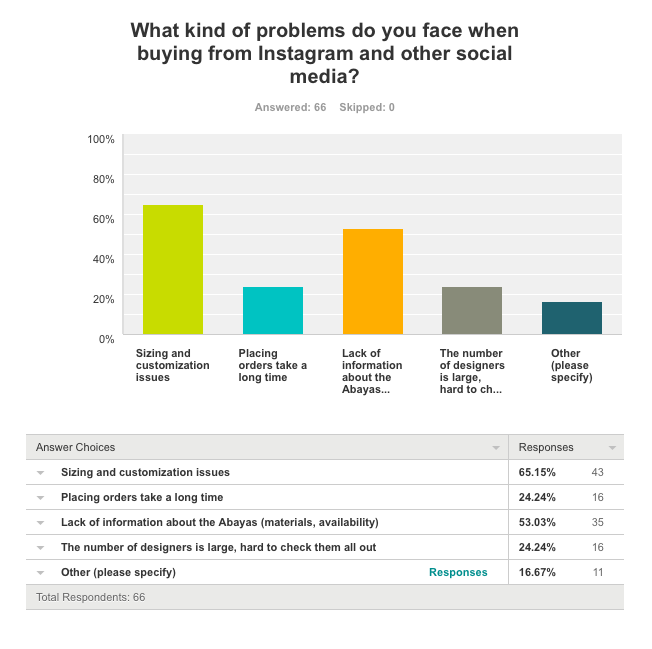 What kind of problems do you face when
buying from Instagram and other social
media?
Answered: 66 Skipped: 0
100%
80%
60%
40%
20%
0%
Sizing and
customization
issues
Placing
orders take a
long time
Lack of
information
about the
Abayas...
The number
of designers
is large,
hard to ch...
Other
(please
specify)
Answer Choices Responses
Sizing and customization issues 65.15% 43
Placing orders take a long time 24.24% 16
Lack of information about the Abayas (materials, availability) 53.03% 35
The number of designers is large, hard to check them all out 24.24% 16
Other (please specify) Responses 16.67% 11
Total Respondents: 66